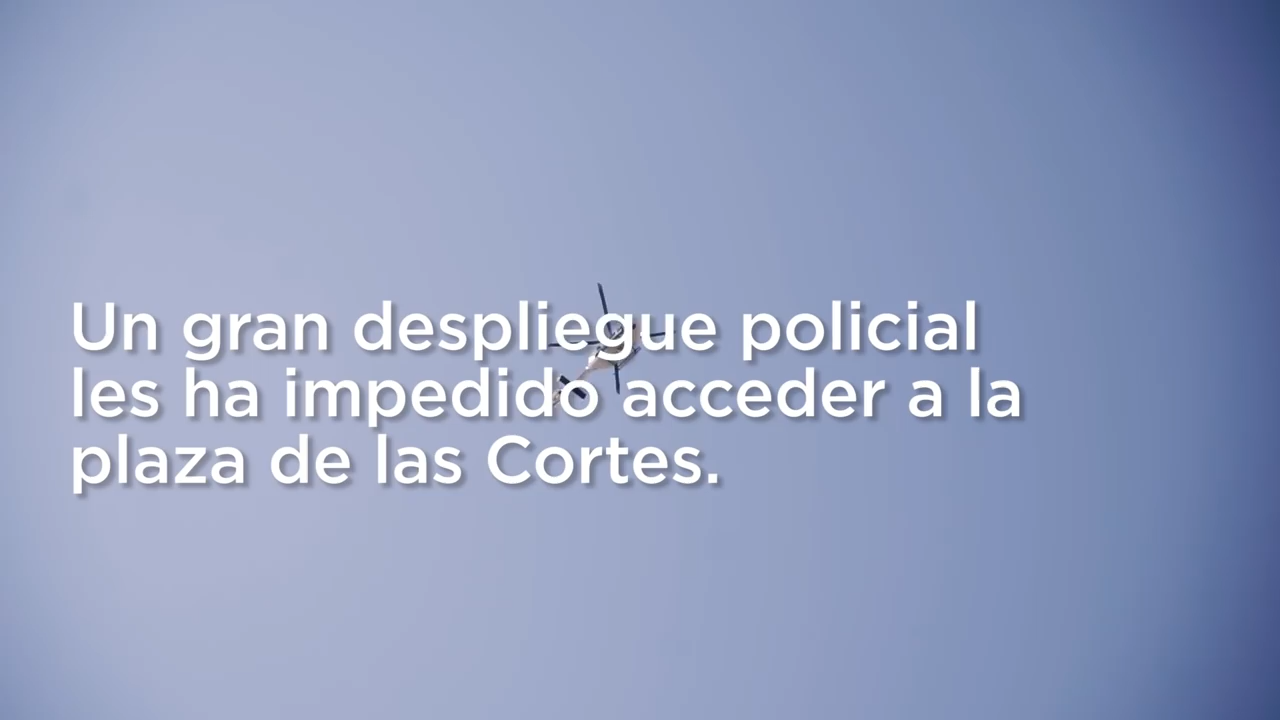 Un gran despliegue policial
les ha impedido acceder a la
plaza de las Cortes.